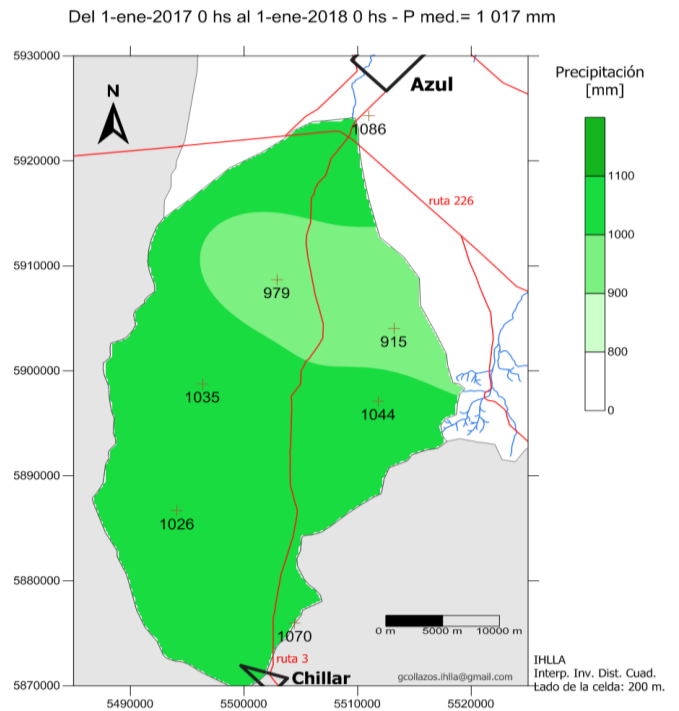 Del 1-ene-2017 0 hs al 1-ene-2018 0 hs - P med.= 1 017 mm
5930000
Azul
Precipitación
[mm]
N
1086
5920000
1100
ruta 226
1000
5910000
979
900
915
800
5900000
1035
1044
0
5890000
1026
5880000
0 m 5000 m 10000 m
1070
ruta 3
IHLLA
Chillar
gcollazos.ihlla@gmail.com
Interp. Inv. Dist. Cuad.
Lado de la celda: 200 m.
5870000
5490000 5500000 5510000 5520000